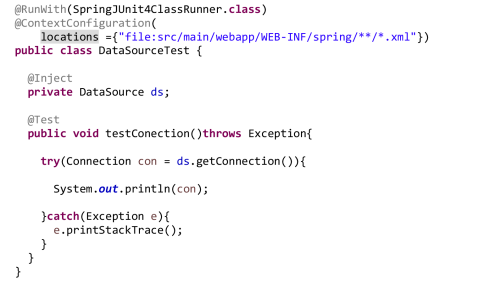 @RunWith(SpringJUnit4ClassRunner.class)
@ContextConfiguration(
locations ={"file:src/main/webapp/WEB-INF/spring/**/*.xml"})
public class DataSourceTest {
@Inject
private DataSource ds;
@Test
public void testConection()throws Exception{
try(Connection con = ds.getConnection()){
System.out.println(con);
}catch(Exception e){
e.printStackTrace();
}
}
}